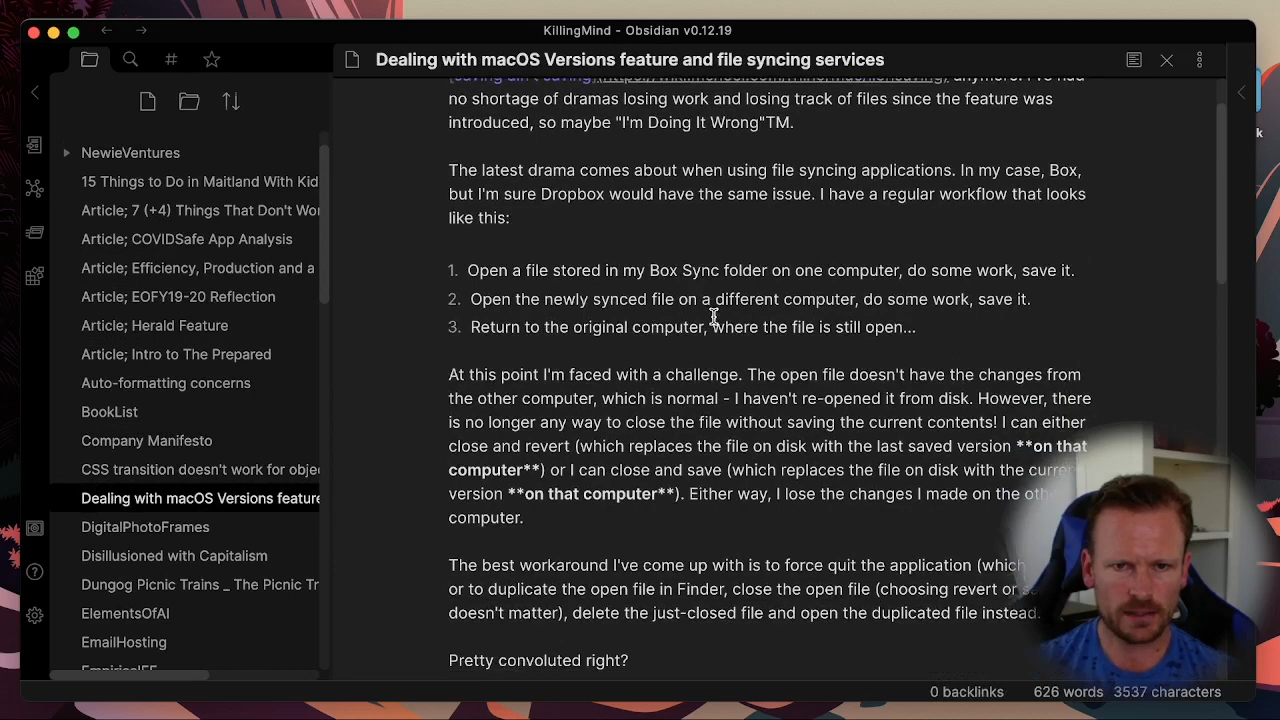 KillingMind - Obsidian v0.12.19
Dealing with macOS Versions feature and file syncing services
NewieVentures
15 Things to Do in Maitland With Kid
Article; 7 (+4) Things That Don't Wor
Article; COVIDSafe App Analysis
Article; Efficiency, Production and a
Article; EOFY19-20 Reflection
Article; Herald Feature
Article; Intro to The Prepared
Auto-formatting concerns
BookList
Company Manifesto
CSS transition doesn't work for obje
Dealing with macOS Versions feature
DigitalPhotoFrames
Disillusioned with Capitalism
Dungog Picnic Trains _ The Picnic Tr
ElementsOfAI
EmailHosting
EmpiricalEE
anymore. I've had
no shortage of dramas losing work and losing track of files since the feature was
introduced, so maybe "I'm Doing It Wrong"TM.
The latest drama comes about when using file syncing applications. In my case, Box,
but I'm sure Dropbox would have the same issue. I have a regular workflow that looks
like this:
1. Open a file stored in my Box Sync folder on one computer, do some work, save it.
2. Open the newly synced file on a different computer, do some work, save it.
3. Return to the original computer, where the file is still open...
At this point I'm faced with a challenge. The open file doesn't have the changes from
the other computer, which is normal - I haven't re-opened it from disk. However, there
is no longer any way to close the file without saving the current contents! I can either
close and revert (which replaces the file on disk with the last saved version **on that
computer**) or I can close and save (which replaces the file on disk with the curre
version **on that computer**). Either way, I lose the changes I made on the oth
computer.
The best workaround I've come up with is to force quit the application (which
or to duplicate the open file in Finder, close the open file (choosing revert or s
doesn't matter), delete the just-closed file and open the duplicated file instead.
Pretty convoluted right?
0 backlinks 626 words 3537 characters